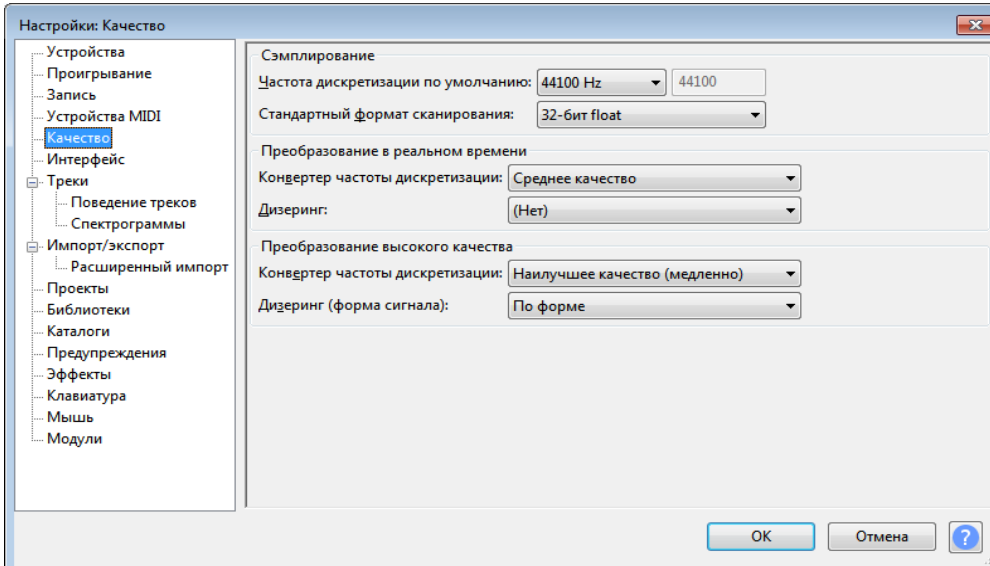 Настройки: Качество
Устройства
Проигрывание
Запись
Устройства MIDI
Качество
Интерфейс
Треки
Поведение треков
Спектрограммы
Импорт/экспорт
Расширенный импорт
Проекты
Библиотеки
Каталоги
Предупреждения
Эффекты
Клавиатура
Мышь
Модули
Сэмплирование
Частота дискретизации по умолчанию: 44100 Hz 44100
Стандартный формат сканирования: 32-бит float
Преобразование в реальном времени
Конвертер частоты дискретизации: Среднее качество
Дизеринг: (Нет)
Преобразование высокого качества
Конвертер частоты дискретизации: Наилучшее качество (медленно)
Дизеринг (форма сигнала): По форме
OK Отмена ?